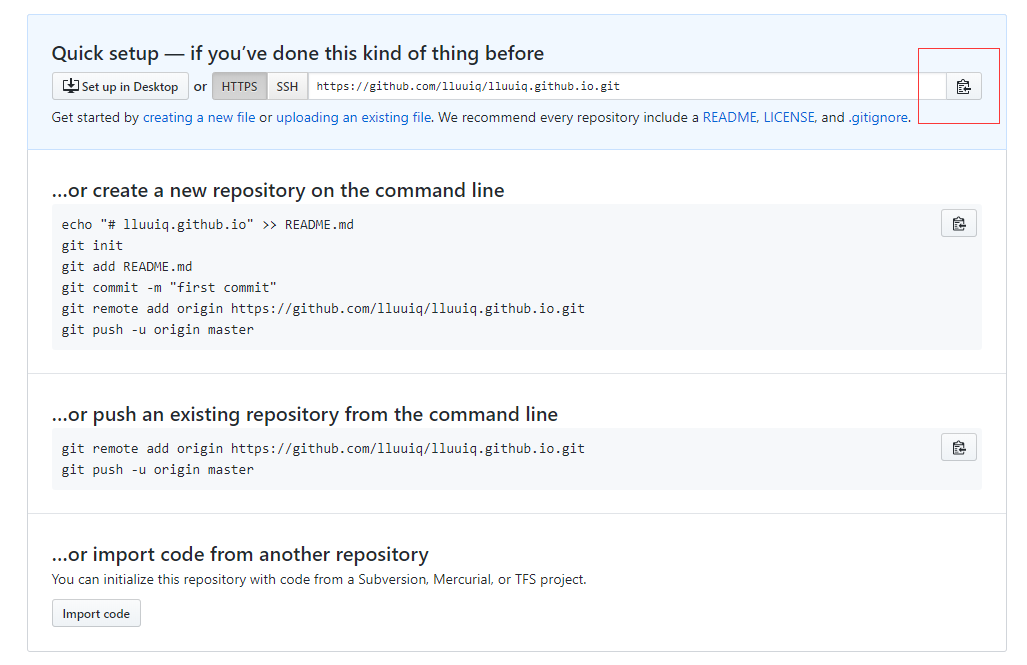 Quick setup — if you’ve done this kind of thing before
Set up in Desktop or HTTPS SSH https://github.com/lluuiq/lluuiq.github.io.git
Get started by creating a new file or uploading an existing file. We recommend every repository include a README, LICENSE, and .gitignore.
…or create a new repository on the command line
echo "# lluuiq.github.io" >> README.md
git init
git add README.md
git commit -m "first commit"
git remote add origin https://github.com/lluuiq/lluuiq.github.io.git
git push -u origin master
…or push an existing repository from the command line
git remote add origin https://github.com/lluuiq/lluuiq.github.io.git
git push -u origin master
…or import code from another repository
You can initialize this repository with code from a Subversion, Mercurial, or TFS project.
Import code